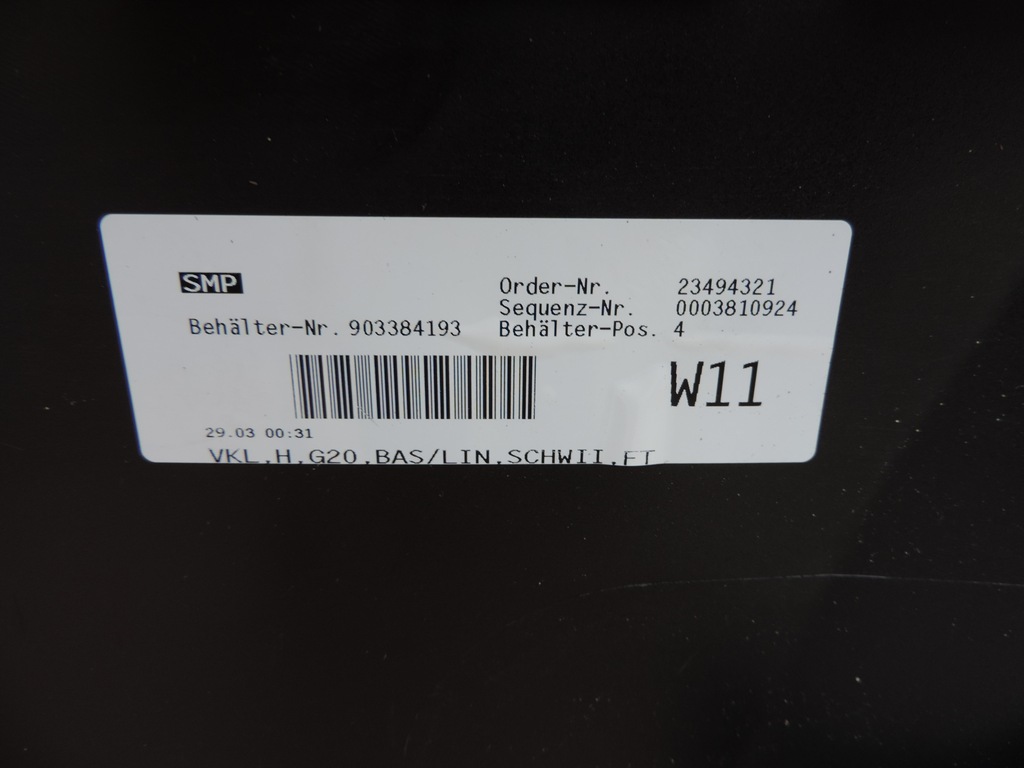 SMP
Order-Nr. 23494321
Sequenz-Nr. 0003810924
Behälter-Nr. 903384193 Behälter-Pos. 4
W11
29.03 00:31
VKL,H,G20,BAS/LIN,SCHWII,FT